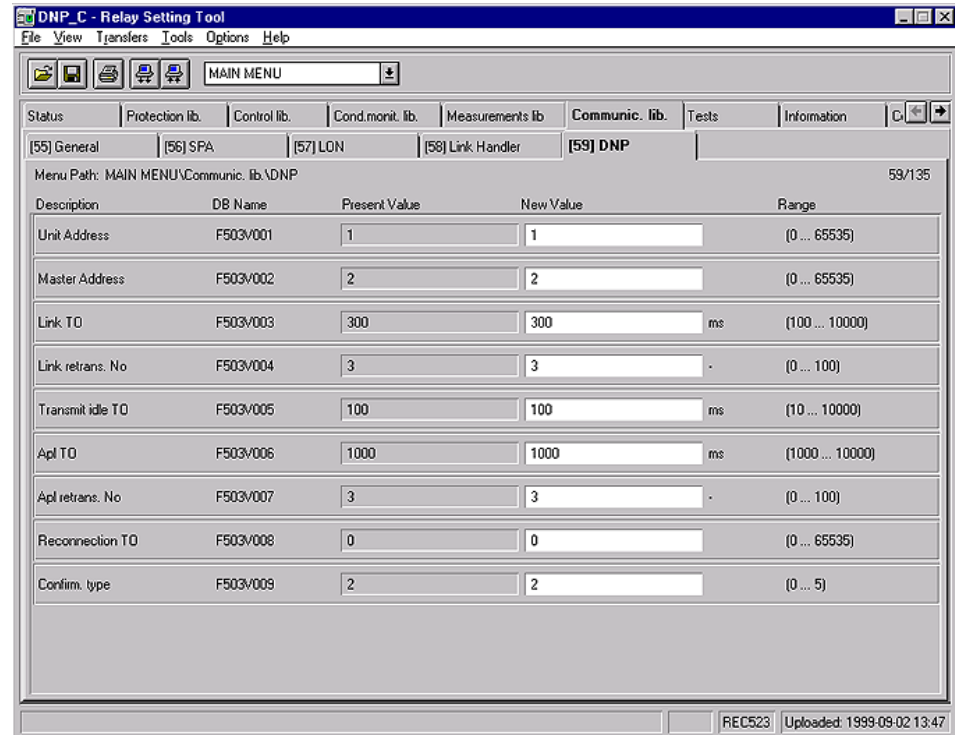 DNP_C - Relay Setting Tool
File View Transfers Tools Options Help
MAIN MENU
Status Protection lib. Control lib. Cond.monit. lib. Measurements lib Communic. lib. Tests Information
[55] General [56] SPA [57] LON [58] Link Handler [59] DNP
Menu Path: MAIN MENU\Communic. lib.\DNP 59/135
Description DB Name Present Value New Value Range
Unit Address F503V001 1 1 (0 ... 65535)
Master Address F503V002 2 2 (0 ... 65535)
Link TO F503V003 300 300 ms (100 ... 10000)
Link retrans. No F503V004 3 3 - (0 ... 100)
Transmit idle TO F503V005 100 100 ms (10 ... 10000)
Apl TO F503V006 1000 1000 ms (1000 ... 10000)
Apl retrans. No F503V007 3 3 - (0 ... 100)
Reconnection TO F503V008 0 0 (0 ... 65535)
Confirm. type F503V009 2 2 (0 ... 5)
REC523 Uploaded: 1999-09-02 13:47